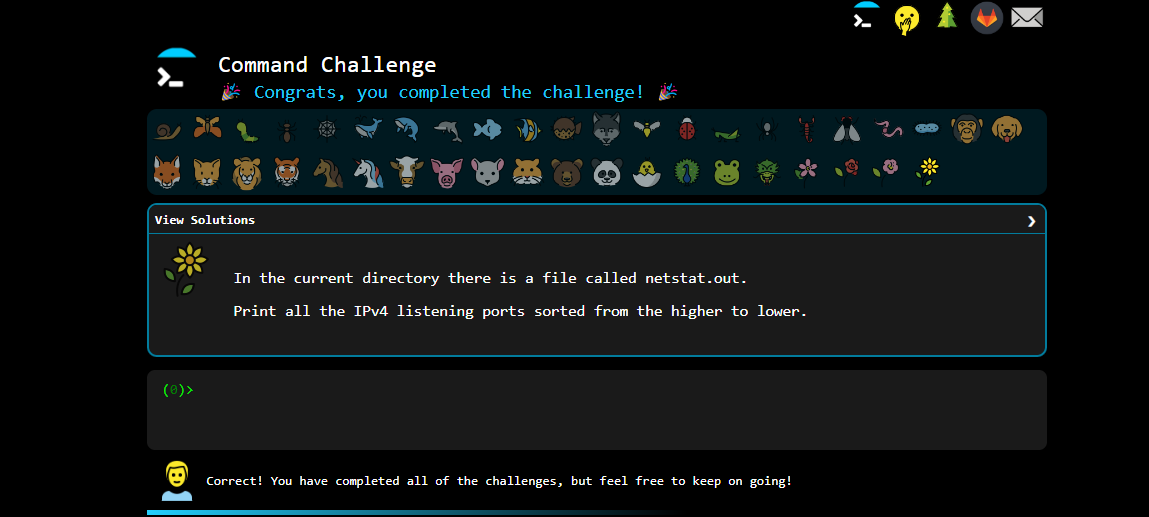 Command Challenge
Congrats, you completed the challenge!
View Solutions
In the current directory there is a file called netstat.out.
Print all the IPv4 listening ports sorted from the higher to lower.
(0)>
Correct! You have completed all of the challenges, but feel free to keep on going!